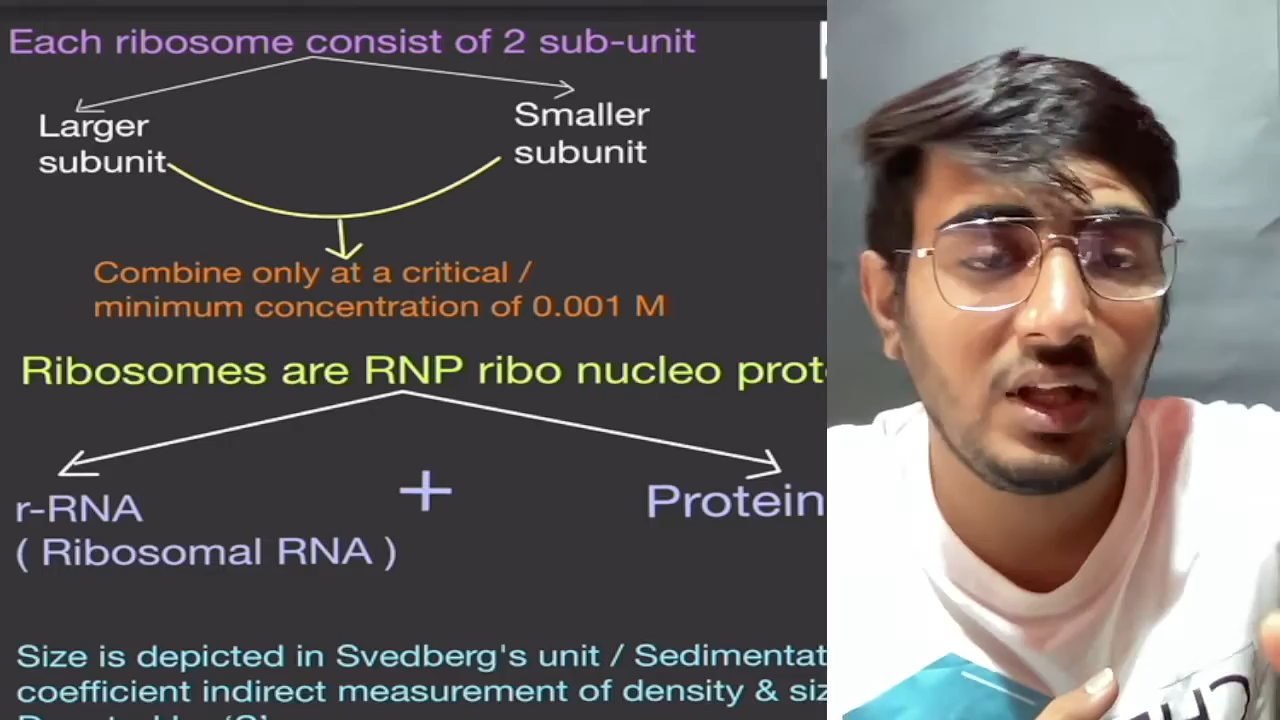 Each ribosome consist of 2 sub-unit
Larger
subunit
Smaller
subunit
Combine only at a critical /
minimum concentration of 0.001 M
Ribosomes are RNP ribo nucleo prot
r-RNA
+
Protein
( Ribosomal RNA )
Size is depicted in Svedberg's unit / Sedimentat
coefficient indirect measurement of density & siz